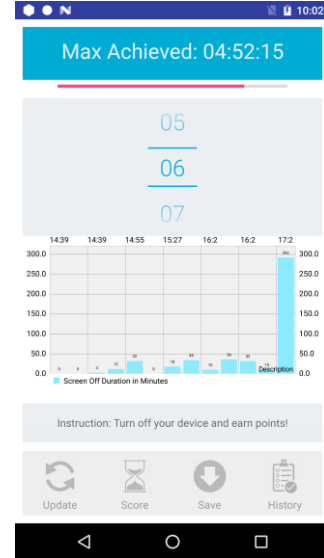 10:02
Max Achieved: 04:52:15
05
06
07
14:39 14:39 14:55 15:27 16:2 16:2 17:2
300.0 300.0
250.0 250.0
200.0 200.0
150.0 150.0
100.0 100.0
50.0 50.0
0.0 Description 0.0
Screen Off Duration in Minutes
Instruction: Turn off your device and earn points!
Update Score Save History